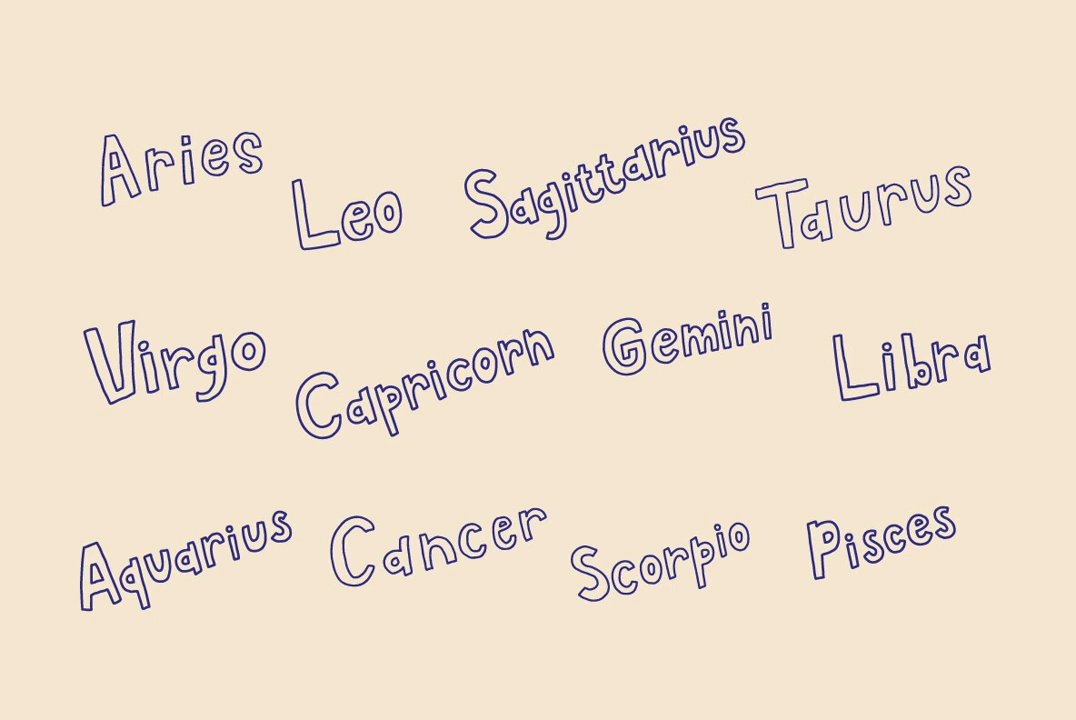 Aries Leo Sagittarius Taurus
Virgo Capricorn Gemini Libra
Aquarius Cancer Scorpio Pisces